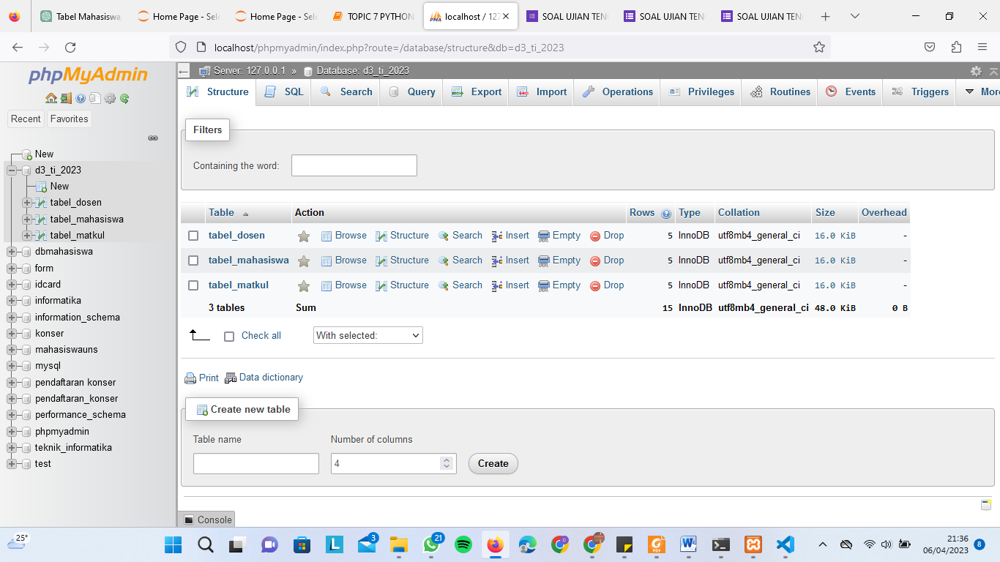 Tabel Mahasiswa,
Home Page - Sele
Home Page - Sele
TOPIC 7 PYTHON
localhost / 127
SOAL UJIAN TEN
SOAL UJIAN TEN
SOAL UJIAN TEN
localhost/phpmyadmin/index.php?route=/database/structure&db=d3_ti_2023
phpMyAdmin
Recent
Favorites
New
d3_ti_2023
New
tabel_dosen
tabel_mahasiswa
tabel_matkul
dbmahasiswa
form
idcard
informatika
information_schema
konser
mahasiswauns
mysql
pendaftaran konser
pendaftaran_konser
performance_schema
phpmyadmin
teknik_informatika
test
Server: 127.0.0.1 » Database: d3_ti_2023
Structure SQL Search Query Export Import Operations Privileges Routines Events Triggers More
Filters
Containing the word:
Table Action Rows Type Collation Size Overhead
tabel_dosen Browse Structure Search Insert Empty Drop 5 InnoDB utf8mb4_general_ci 16.0 KiB -
tabel_mahasiswa Browse Structure Search Insert Empty Drop 5 InnoDB utf8mb4_general_ci 16.0 KiB -
tabel_matkul Browse Structure Search Insert Empty Drop 5 InnoDB utf8mb4_general_ci 16.0 KiB -
3 tables Sum 15 InnoDB utf8mb4_general_ci 48.0 KiB 0 B
Check all With selected:
Print Data dictionary
Create new table
Table name Number of columns
4 Create
Console
25°
3
21
21:36
06/04/2023
8